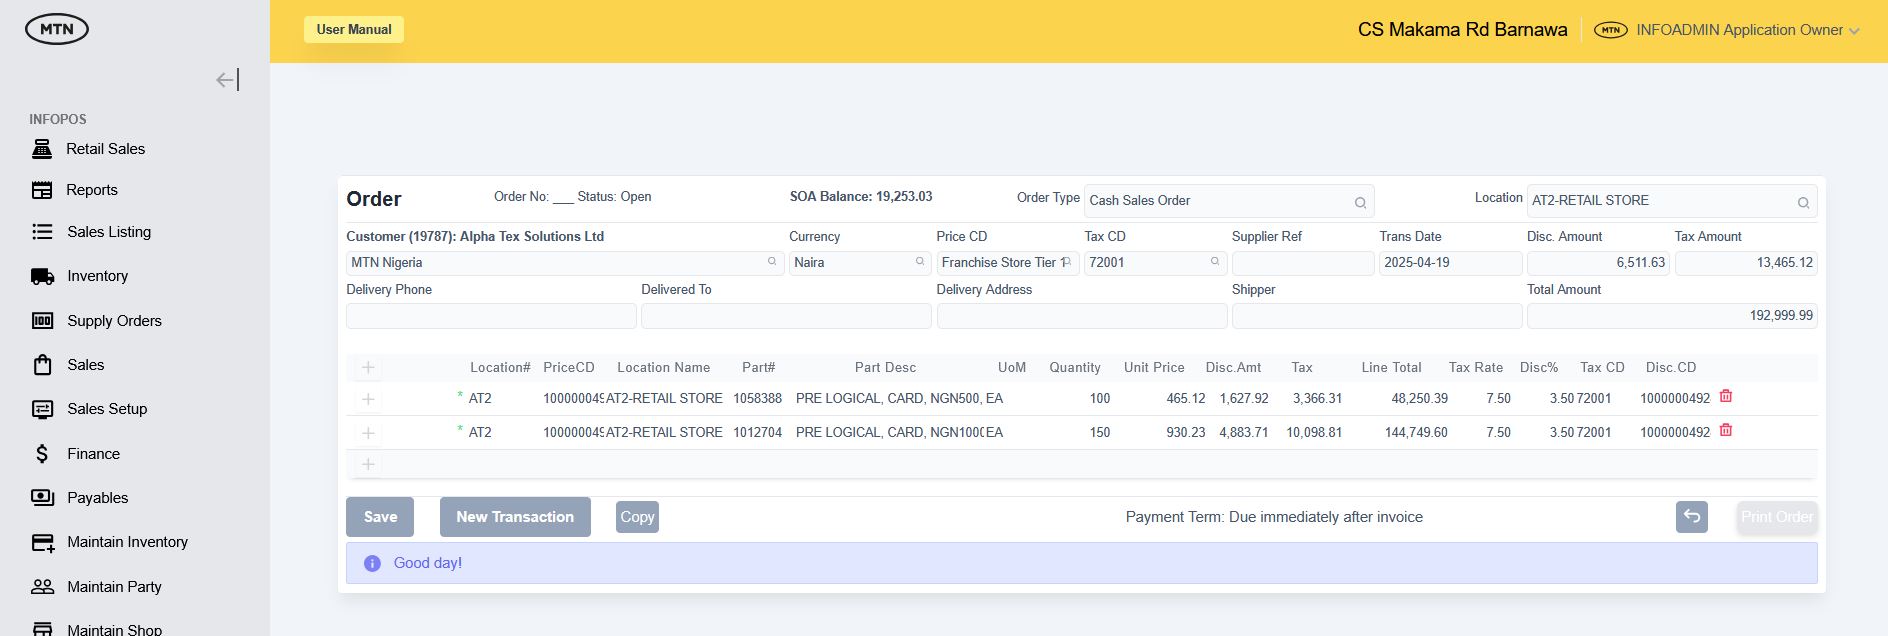 MTN
User Manual
CS Makama Rd Barnawa
MTN
INFOADMIN Application Owner
INFOPOS
Retail Sales
Reports
Sales Listing
Inventory
Supply Orders
Sales
Sales Setup
Finance
Payables
Maintain Inventory
Maintain Party
Maintain Shop
Order
Order No: ___ Status: Open
SOA Balance: 19,253.03
Order Type
Cash Sales Order
Location
AT2-RETAIL STORE
Customer (19787): Alpha Tex Solutions Ltd
Currency
Price CD
Tax CD
Supplier Ref
Trans Date
Disc. Amount
Tax Amount
MTN Nigeria
Naira
Franchise Store Tier 1
72001
2025-04-19
6,511.63
13,465.12
Delivery Phone
Delivered To
Delivery Address
Shipper
Total Amount
192,999.99
Location# PriceCD Location Name Part# Part Desc UoM Quantity Unit Price Disc.Amt Tax Line Total Tax Rate Disc% Tax CD Disc.CD
* AT2 100000049 AT2-RETAIL STORE 1058388 PRE LOGICAL, CARD, NGN500, EA 100 465.12 1,627.92 3,366.31 48,250.39 7.50 3.50 72001 1000000492
* AT2 100000049 AT2-RETAIL STORE 1012704 PRE LOGICAL, CARD, NGN1000 EA 150 930.23 4,883.71 10,098.81 144,749.60 7.50 3.50 72001 1000000492
Save
New Transaction
Copy
Payment Term: Due immediately after invoice
Print Order
Good day!